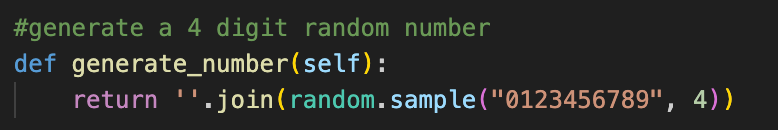 #generate a 4 digit random number
def generate_number(self):
    return ''.join(random.sample("0123456789", 4))